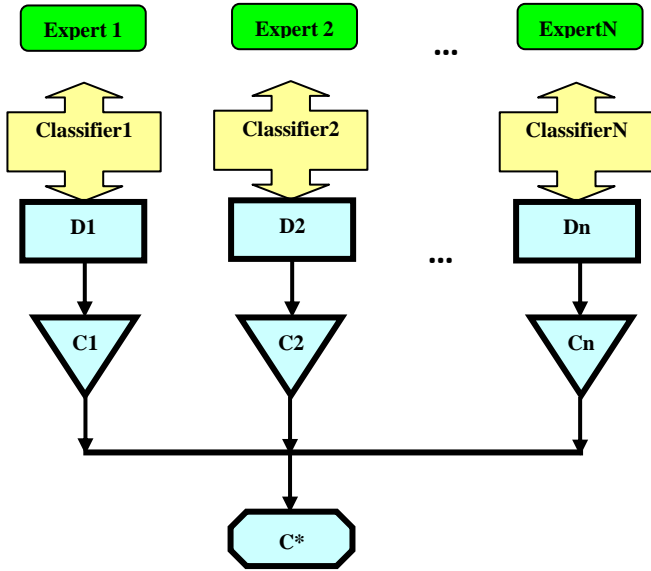 Expert 1
Expert 2
...
ExpertN
Classifier1
Classifier2
ClassifierN
D1
D2
...
Dn
C1
C2
Cn
C*